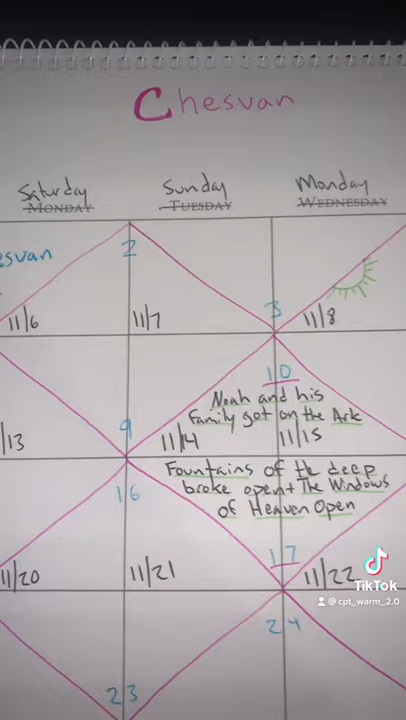 Chesvan
Saturday Sunday Monday
MONDAY TUESDAY WEDNESDAY
esvan
2
3
11/6 11/7 11/8
10
Noah and his
Family got on the Ark
9
/13 11/14 11/15
Fountains of the deep
broke open + The Windows
of Heaven Open
16
17
11/20 11/21 11/22
TikTok
@cpt_warm_2.0
24
23